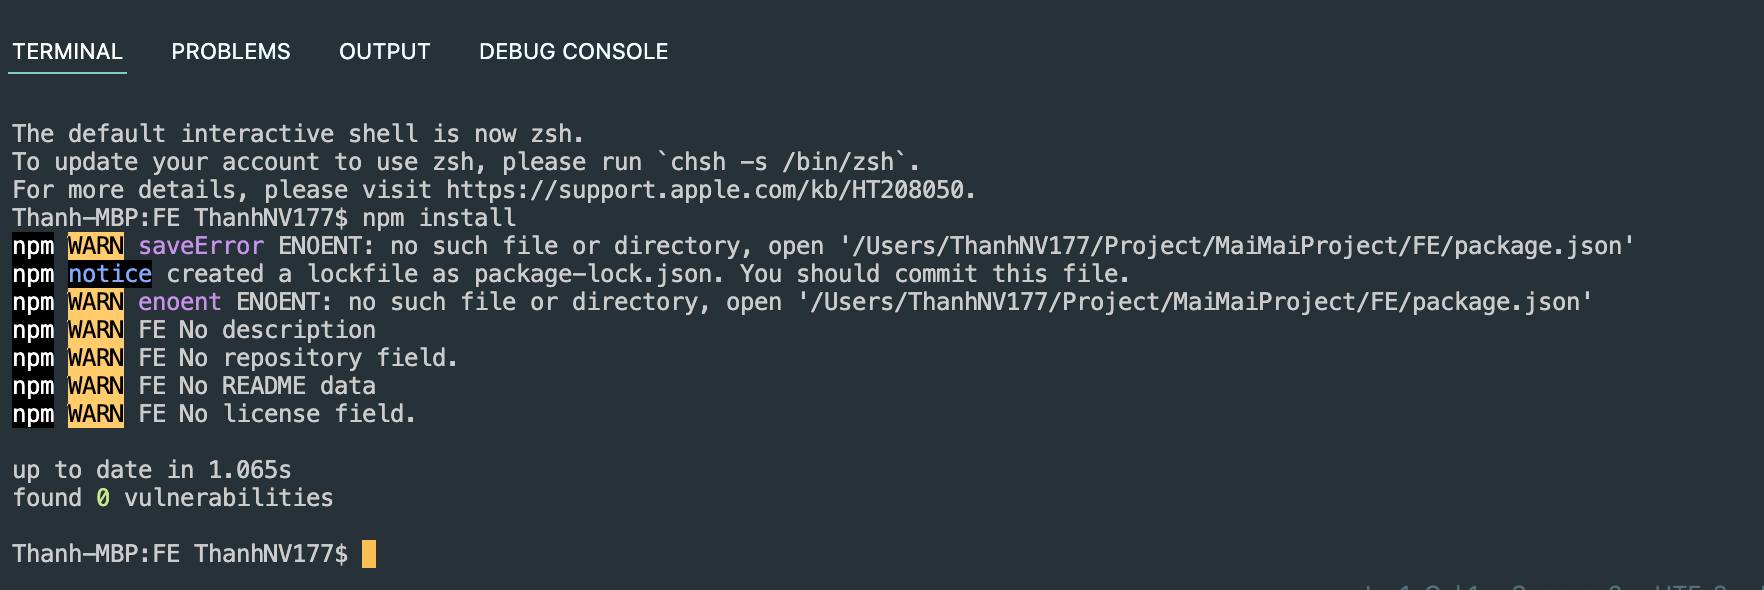 TERMINAL PROBLEMS OUTPUT DEBUG CONSOLE
The default interactive shell is now zsh.
To update your account to use zsh, please run `chsh -s /bin/zsh`.
For more details, please visit https://support.apple.com/kb/HT208050.
Thanh-MBP:FE ThanhNV177$ npm install
npm WARN saveError ENOENT: no such file or directory, open '/Users/ThanhNV177/Project/MaiMaiProject/FE/package.json'
npm notice created a lockfile as package-lock.json. You should commit this file.
npm WARN enoent ENOENT: no such file or directory, open '/Users/ThanhNV177/Project/MaiMaiProject/FE/package.json'
npm WARN FE No description
npm WARN FE No repository field.
npm WARN FE No README data
npm WARN FE No license field.
up to date in 1.065s
found 0 vulnerabilities
Thanh-MBP:FE ThanhNV177$